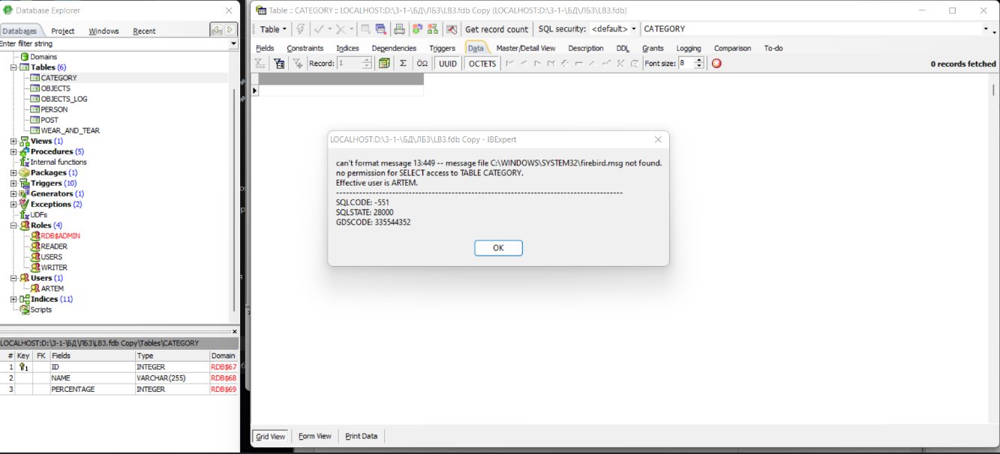 Database Explorer
Databases Project Windows Recent
Enter filter string
Domains
Tables (6)
CATEGORY
OBJECTS
OBJECTS_LOG
PERSON
POST
WEAR_AND_TEAR
Views (1)
Procedures (5)
Internal functions
Packages (1)
Triggers (10)
Generators (1)
Exceptions (2)
UDFs
Roles (4)
RDB$ADMIN
READER
USERS
WRITER
Users (1)
ARTEM
Indices (11)
Scripts
LOCALHOST:D:\3-1-\БД\ЛБ3\LB3.fdb Copy\Tables\CATEGORY
# Key FK Fields Type Domain
1 1 ID INTEGER RDB$67
2 NAME VARCHAR(255) RDB$68
3 PERCENTAGE INTEGER RDB$69
Table :: CATEGORY :: LOCALHOST:D:\3-1-\БД\ЛБ3\LB3.fdb Copy (LOCALHOST:D:\3-1-\БД\ЛБ3\LB3.fdb)
Table Get record count SQL security: <default> CATEGORY
Fields Constraints Indices Dependencies Triggers Data Master/Detail View Description DDL Grants Logging Comparison To-do
Record: 1 Σ ÖΩ UUID OCTETS Font size: 8 0 records fetched
LOCALHOST:D:\3-1-\БД\ЛБ3\LB3.fdb Copy - IBExpert
can't format message 13:449 -- message file C:\WINDOWS\SYSTEM32\firebird.msg not found.
no permission for SELECT access to TABLE CATEGORY.
Effective user is ARTEM.
-----------------------------------------------------------------------------------------------
SQLCODE: -551
SQLSTATE: 28000
GDSCODE: 335544352
OK
Grid View Form View Print Data